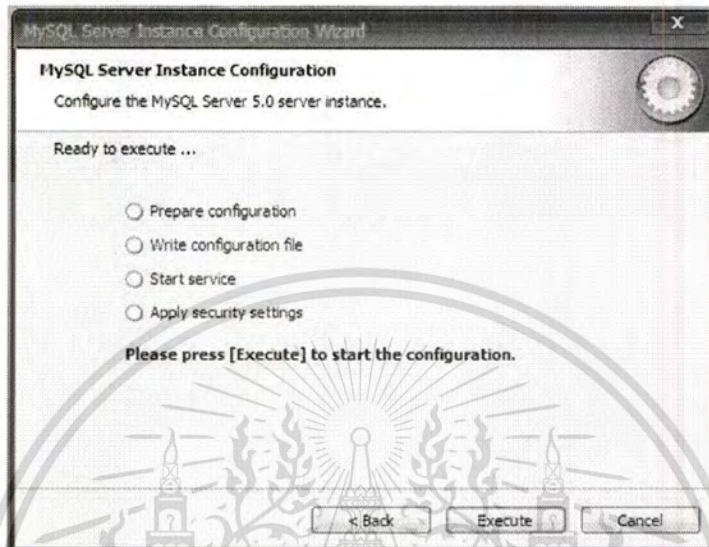 MySQL Server Instance Configuration Wizard
X
MySQL Server Instance Configuration
Configure the MySQL Server 5.0 server instance.
Ready to execute ...
Prepare configuration
Write configuration file
Start service
Apply security settings
Please press [Execute] to start the configuration.
< Back
Execute
Cancel